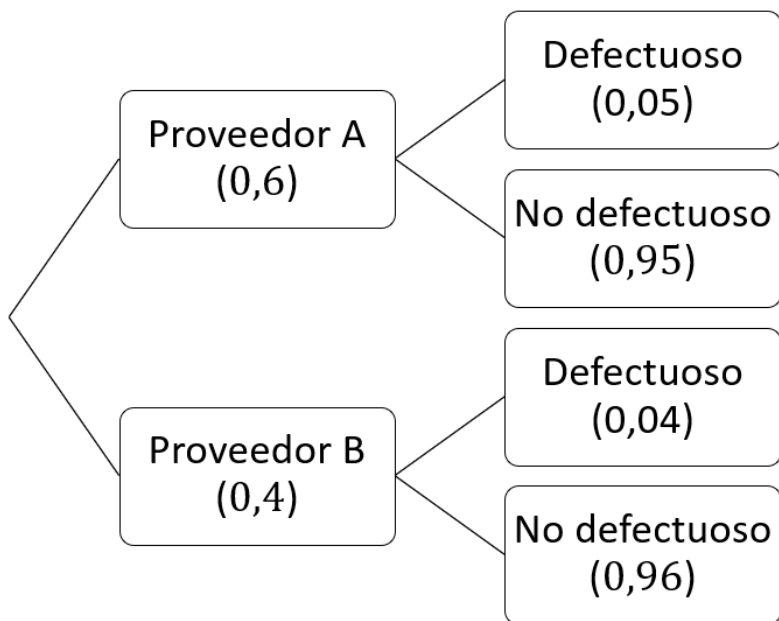 Proveedor A
(0,6)
Defectuoso
(0,05)
No defectuoso
(0,95)
Proveedor B
(0,4)
Defectuoso
(0,04)
No defectuoso
(0,96)